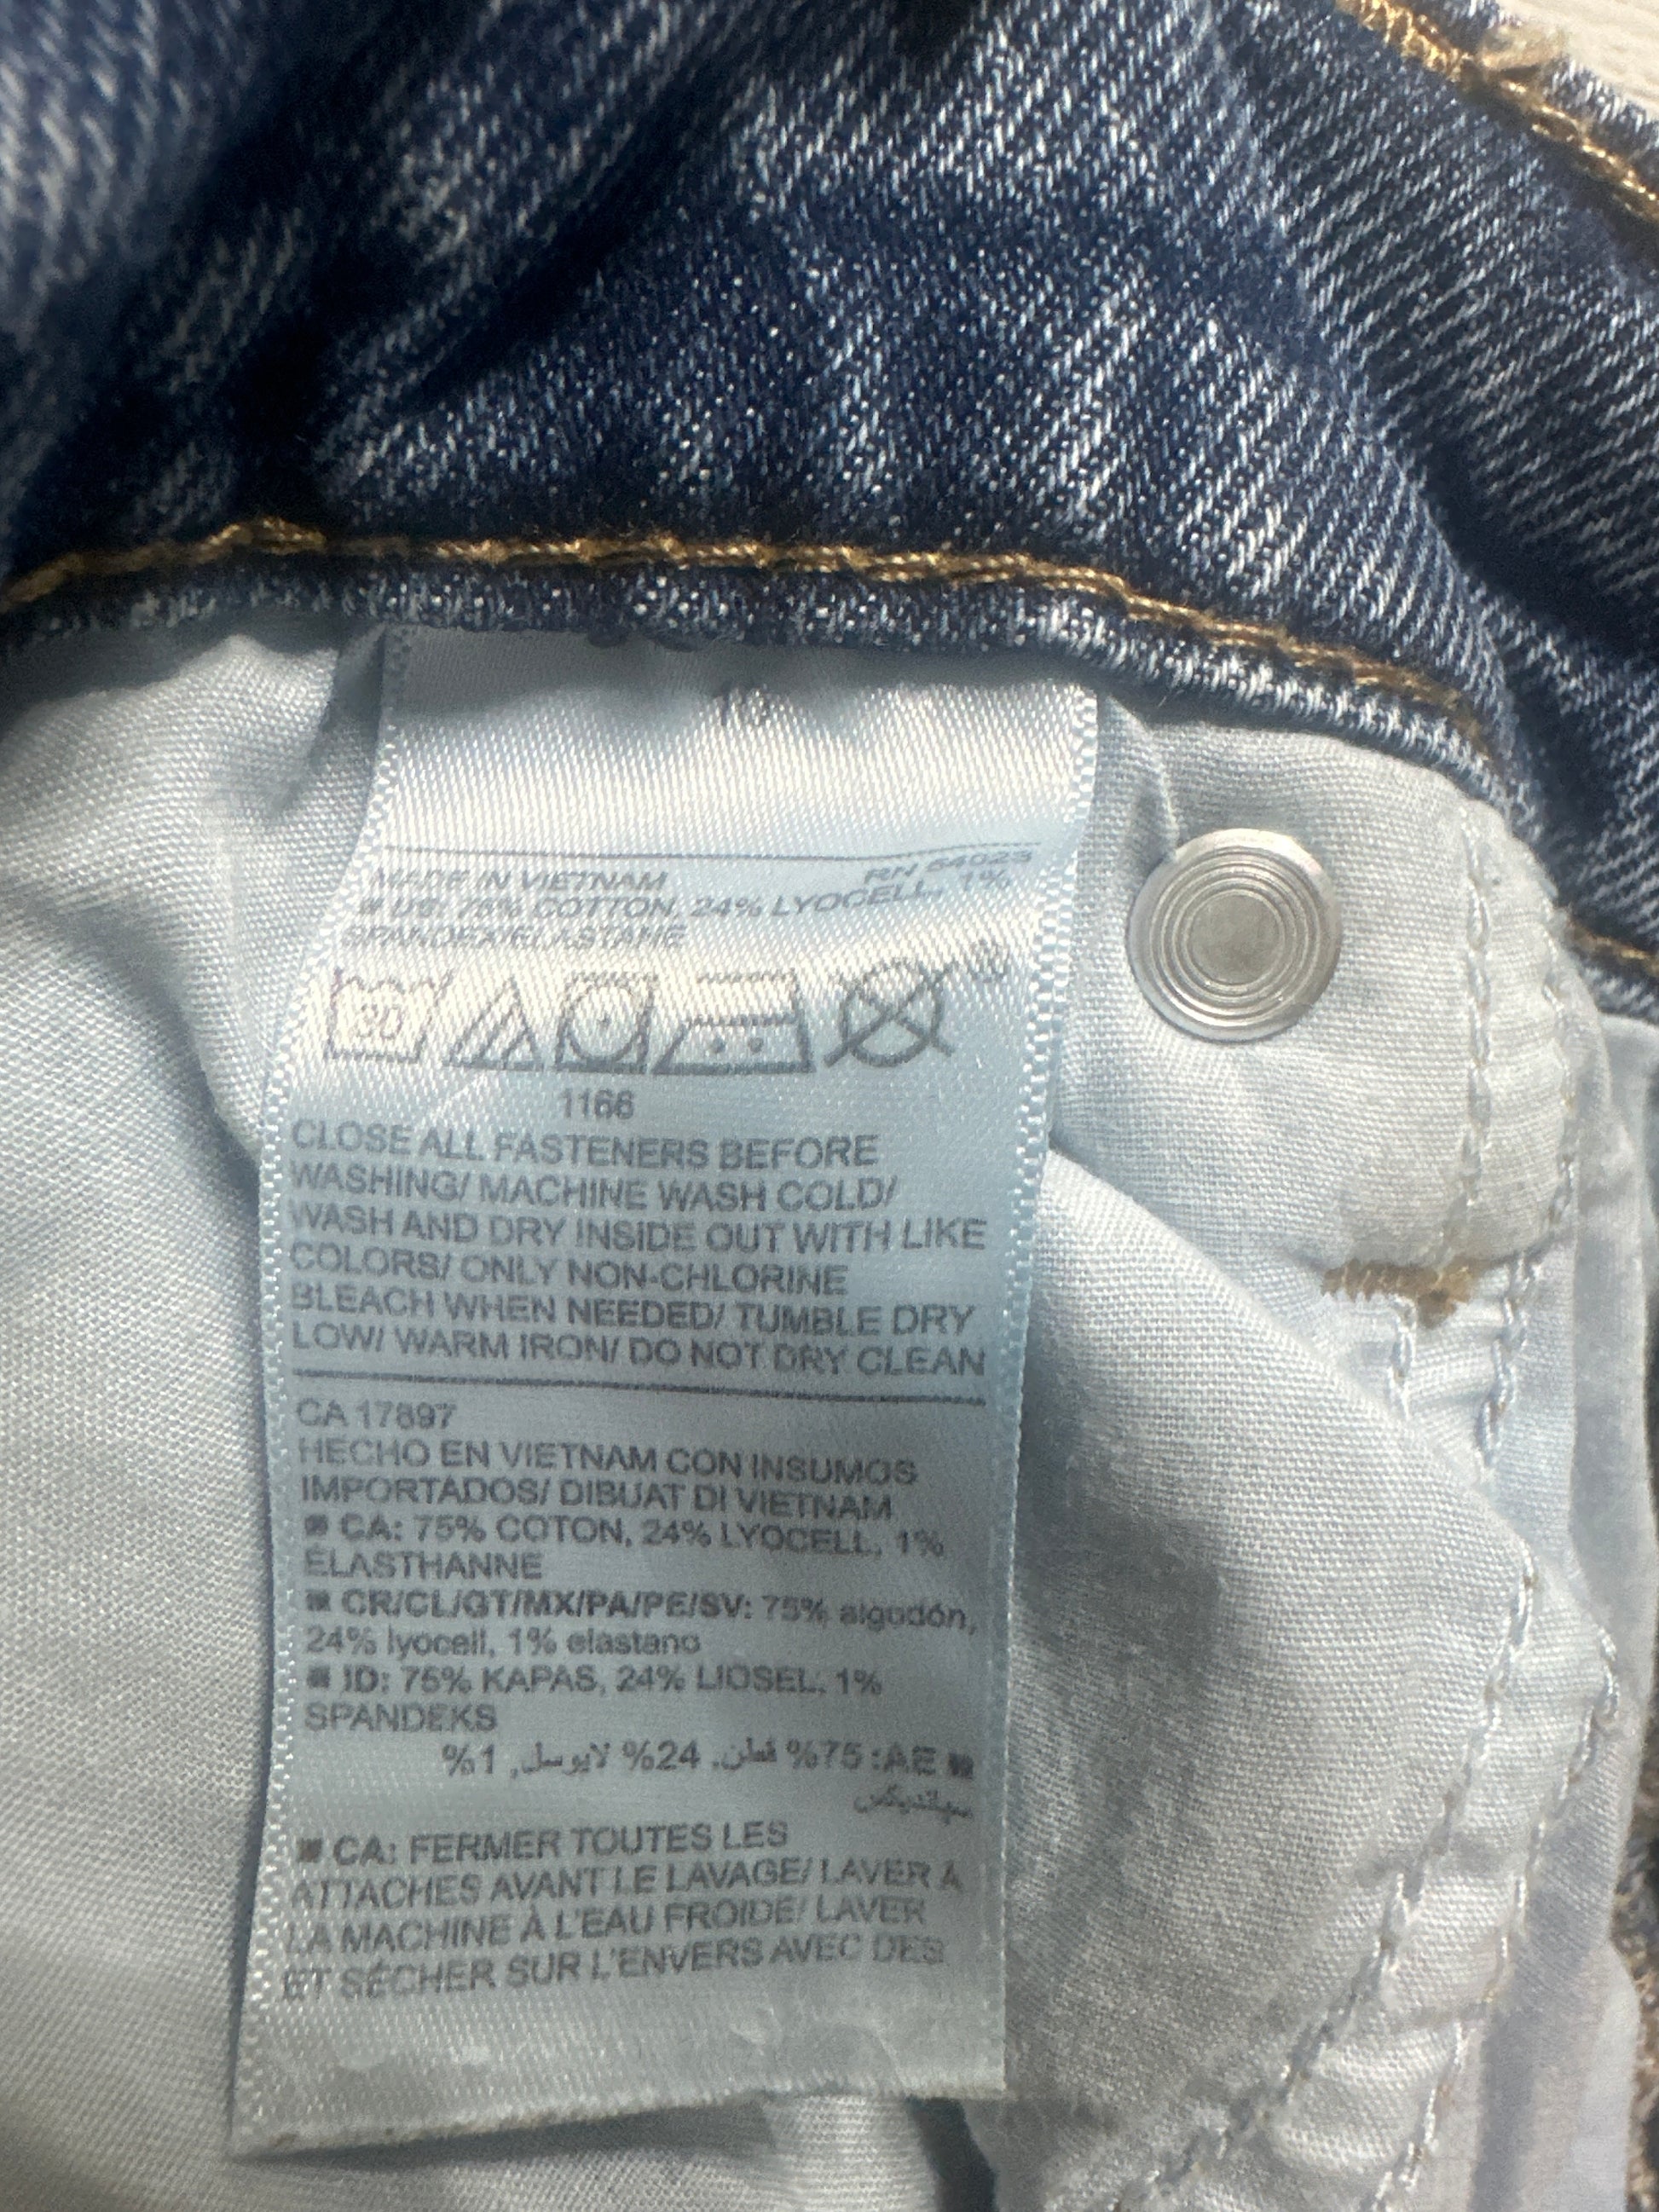 MADE IN VIETNAM RN 54023
■ US: 75% COTTON, 24% LYOCELL, 1%
SPANDEX/ELASTANE
30
1166
CLOSE ALL FASTENERS BEFORE
WASHING/ MACHINE WASH COLD/
WASH AND DRY INSIDE OUT WITH LIKE
COLORS/ ONLY NON-CHLORINE
BLEACH WHEN NEEDED/ TUMBLE DRY
LOW/ WARM IRON/ DO NOT DRY CLEAN
CA 17897
HECHO EN VIETNAM CON INSUMOS
IMPORTADOS/ DIBUAT DI VIETNAM
■ CA: 75% COTON, 24% LYOCELL, 1%
ÉLASTHANNE
■ CR/CL/GT/MX/PA/PE/SV: 75% algodón,
24% lyocell, 1% elastano
■ ID: 75% KAPAS, 24% LIOSEL, 1%
SPANDEKS
■ AE: 75% قطن, 24% لايوسل, 1%
سباندیکس
■ CA: FERMER TOUTES LES
ATTACHES AVANT LE LAVAGE/ LAVER À
LA MACHINE À L'EAU FROIDE/ LAVER
ET SÉCHER SUR L'ENVERS AVEC DES